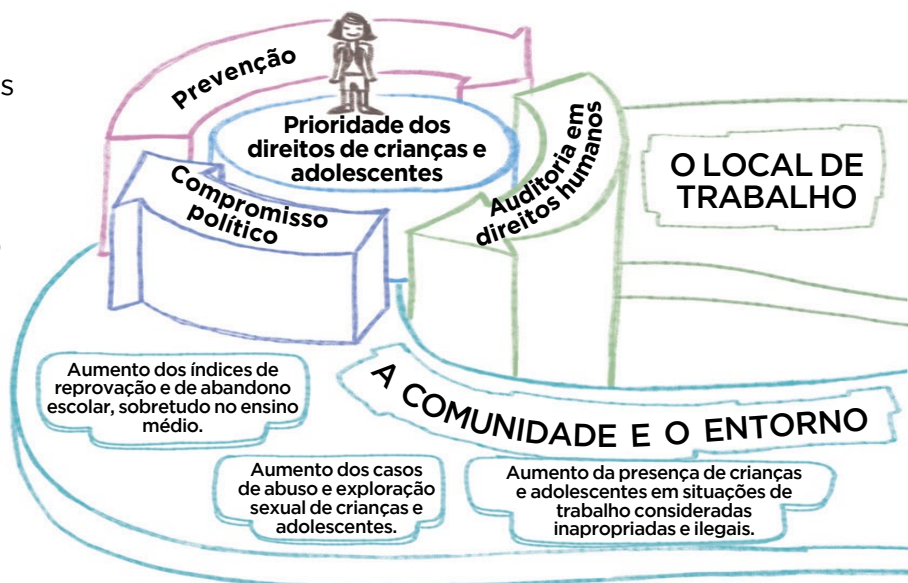 s
Prevenção
Prioridade dos
direitos de crianças e
adolescentes
Compromisso
político
Auditoria em
direitos humanos
O LOCAL DE
TRABALHO
Aumento dos índices de
reprovação e de abandono
escolar, sobretudo no ensino
médio.
A COMUNIDADE E O ENTORNO
Aumento dos casos
de abuso e exploração
sexual de crianças e
adolescentes.
Aumento da presença de crianças
e adolescentes em situações de
trabalho consideradas
inapropriadas e ilegais.